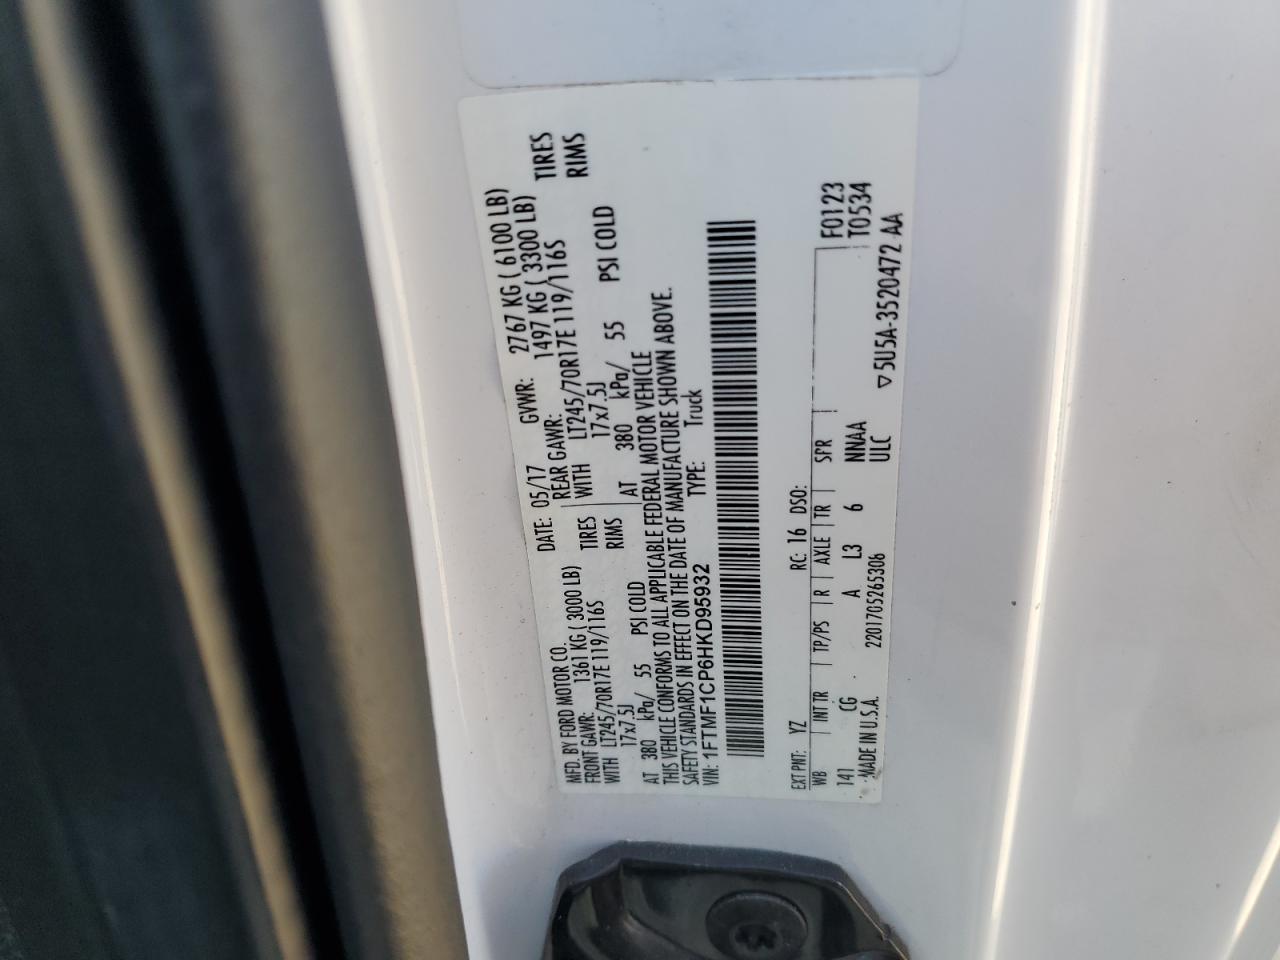 MFD. BY FORD MOTOR CO. DATE: 05/17 GVWR: 2767 KG ( 6100 LB)
FRONT GAWR: 1361 KG ( 3000 LB) REAR GAWR: 1497 KG ( 3300 LB)
WITH LT245/70R17E 119/116S TIRES WITH LT245/70R17E 119/116S TIRES
17x7.5J RIMS 17x7.5J RIMS
AT 380 kPa/ 55 PSI COLD AT 380 kPa/ 55 PSI COLD
THIS VEHICLE CONFORMS TO ALL APPLICABLE FEDERAL MOTOR VEHICLE
SAFETY STANDARDS IN EFFECT ON THE DATE OF MANUFACTURE SHOWN ABOVE.
VIN: 1FTMF1CP6HKD95932 TYPE: Truck
EXT PNT: YZ RC: 16 DSO: F0123
WB INT TR TP/PS R AXLE TR SPR T0534
141 CG A L3 6 NNAA
MADE IN U.S.A. 2201705265306 ULC ▽5U5A-3520472 AA